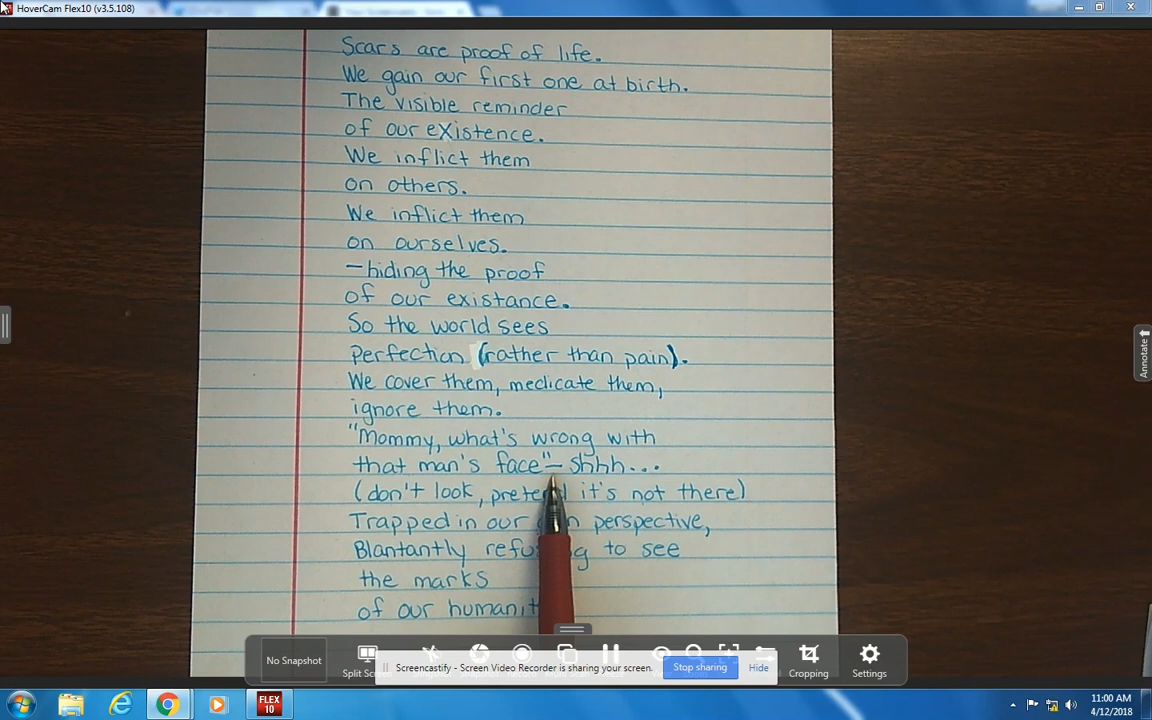 HoverCam Flex10 (v3.5.108)
Scars are proof of life.
We gain our first one at birth.
The visible reminder
of our existence.
We inflict them
on others.
We inflict them
on ourselves.
—hiding the proof
of our existance.
So the world sees
perfection (rather than pain).
We cover them, medicate them,
ignore them.
"Mommy, what's wrong with
that man's face"— shhh...
(don't look, it's not there)
Trapped in our perspective,
Blantantly to see
the marks
of our
Annotate
No Snapshot
Split
Cropping
Settings
Screencastify - Screen Video Recorder is sharing your screen.
Stop sharing
Hide
FLEX
10
11:00 AM
4/12/2018